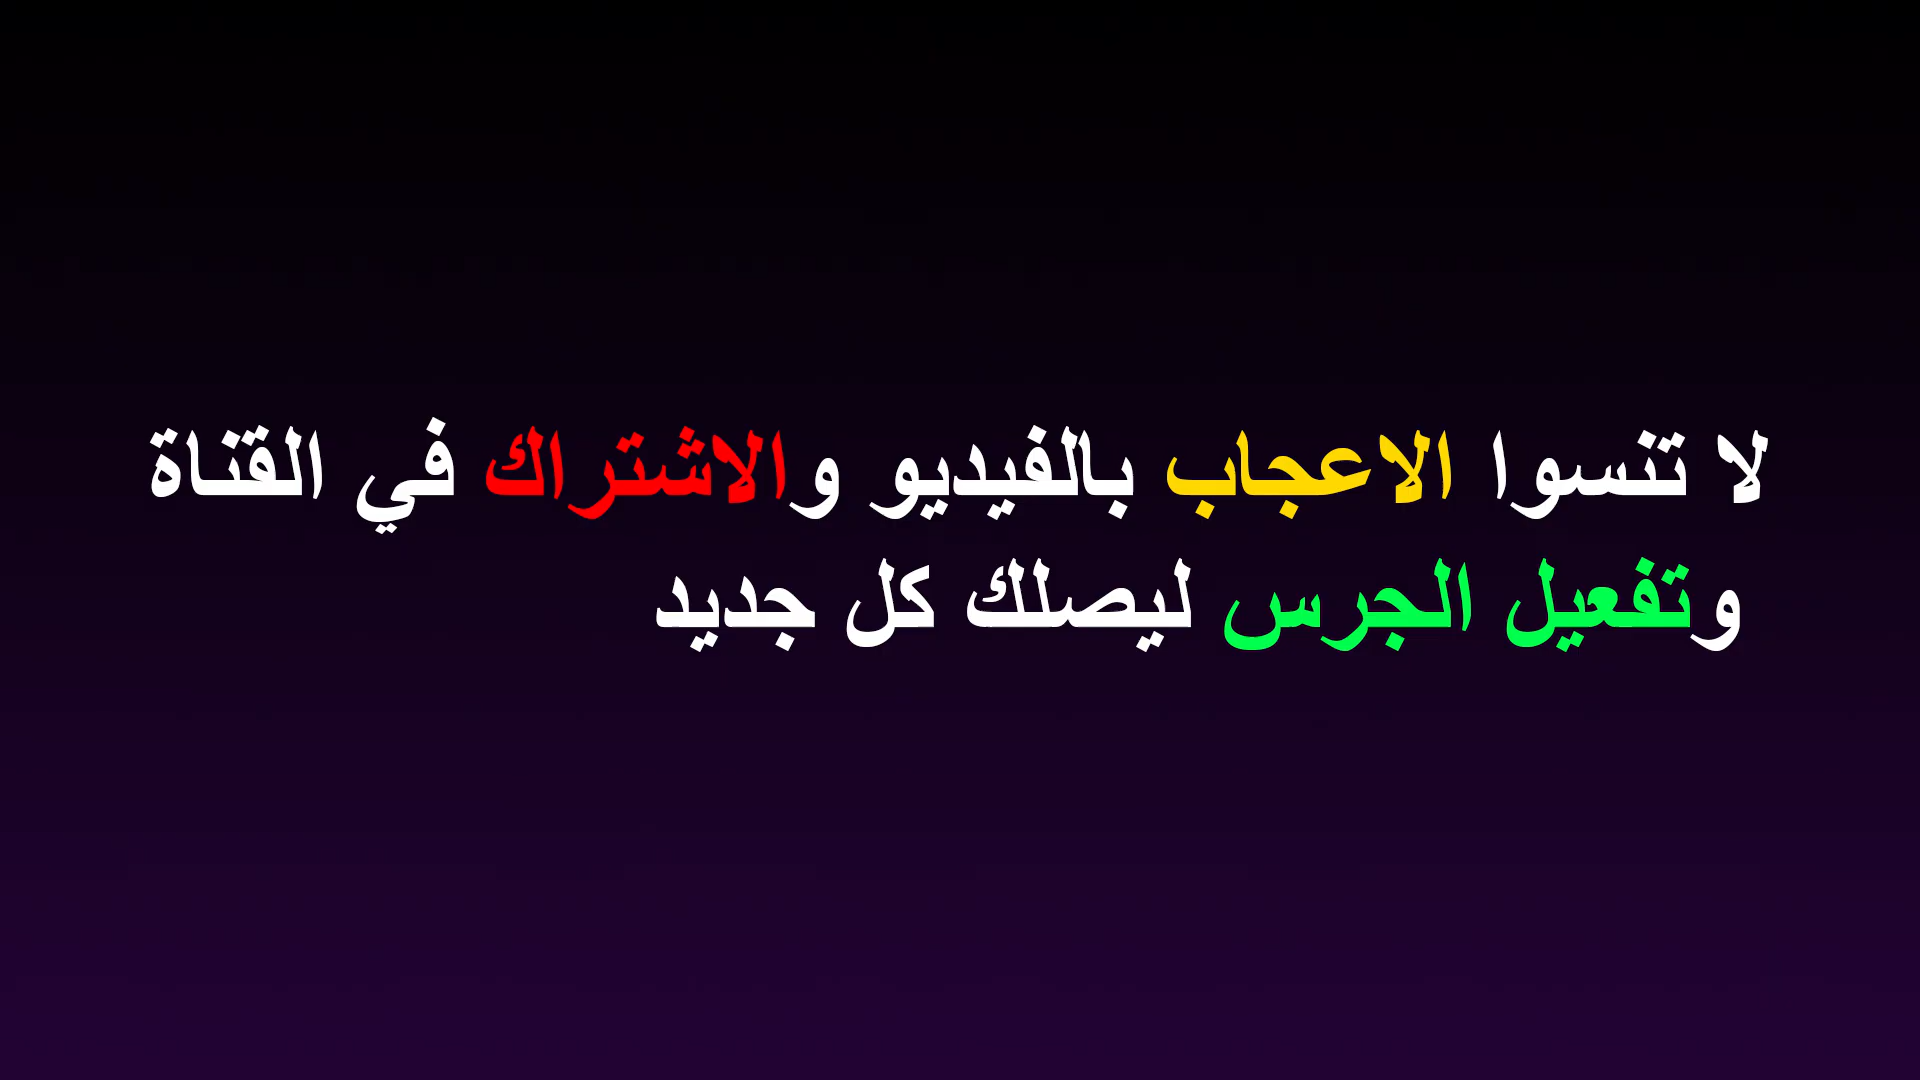 لا تنسوا الاعجاب بالفيديو والاشتراك في القناة
وتفعيل الجرس ليصلك كل جديد